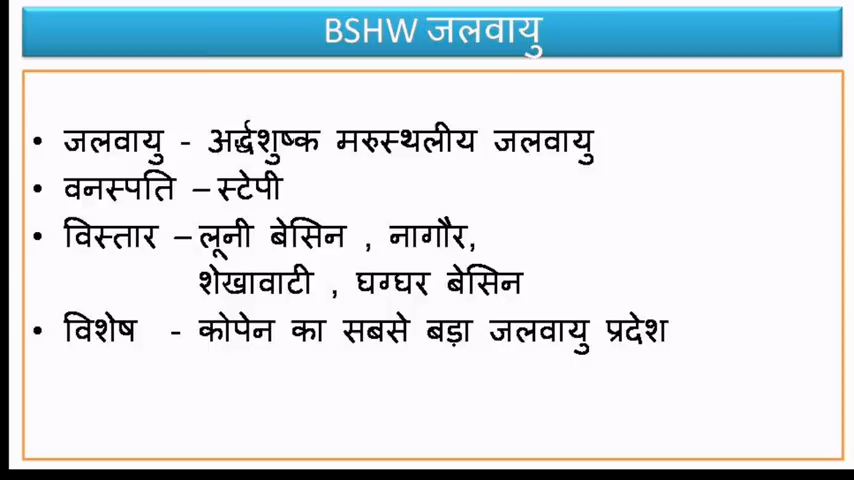 BSHW जलवायु
• जलवायु - अर्द्धशुष्क मरुस्थलीय जलवायु
• वनस्पति – स्टेपी
• विस्तार – लूनी बेसिन , नागौर,
शेखावाटी , घग्घर बेसिन
• विशेष - कोपेन का सबसे बड़ा जलवायु प्रदेश